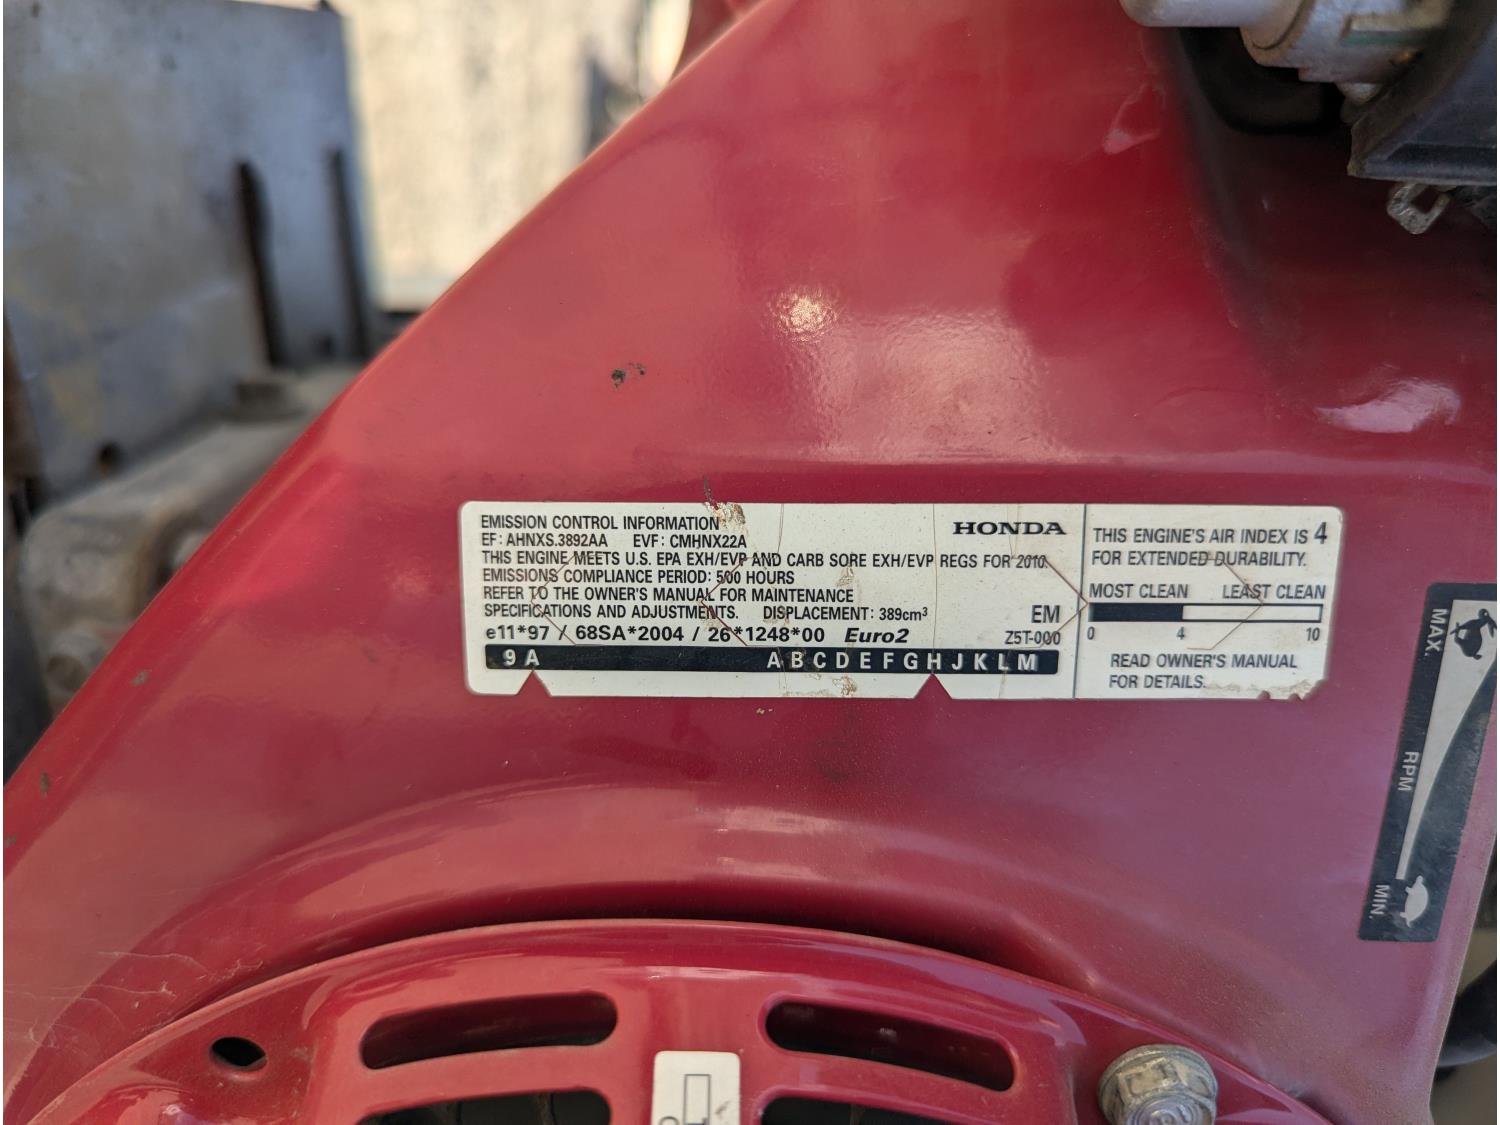 EMISSION CONTROL INFORMATION
HONDA
EF: AHNXS.3892AA EVF: CMHNX22A
THIS ENGINE MEETS U.S. EPA EXH/EVP AND CARB SORE EXH/EVP REGS FOR 2010.
EMISSIONS COMPLIANCE PERIOD: 500 HOURS
REFER TO THE OWNER'S MANUAL FOR MAINTENANCE
SPECIFICATIONS AND ADJUSTMENTS. DISPLACEMENT: 389cm³ EM
e11*97 / 68SA*2004 / 26*1248*00 Euro2 Z5T-000
9 A A B C D E F G H J K L M
THIS ENGINE'S AIR INDEX IS 4
FOR EXTENDED DURABILITY.
MOST CLEAN LEAST CLEAN
0 4 10
READ OWNER'S MANUAL
FOR DETAILS.
MAX.
RPM
MIN.